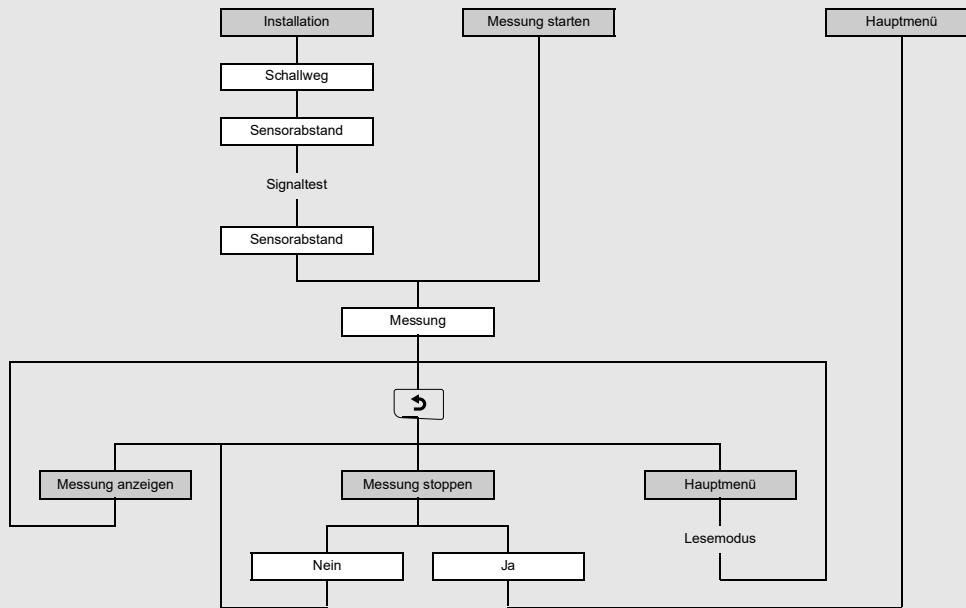 Installation
Messung starten
Hauptmenü
Schallweg
Sensorabstand
Signaltest
Sensorabstand
Messung
Messung anzeigen
Messung stoppen
Hauptmenü
Lesemodus
Nein
Ja